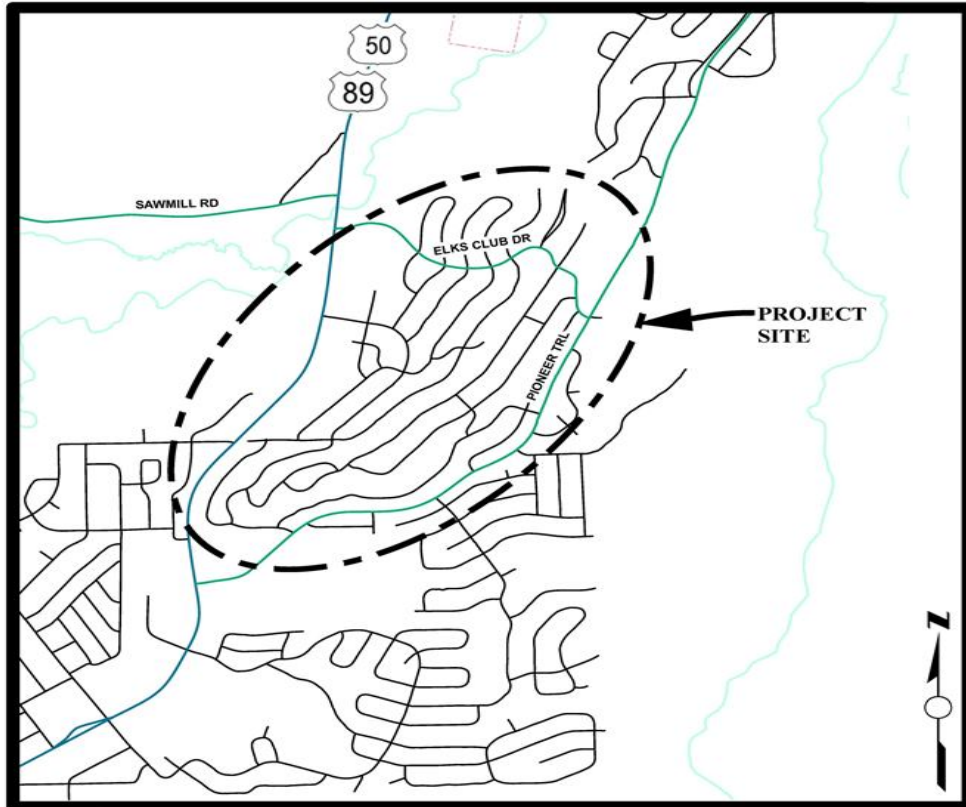 50
89
SAWMILL RD
ELKS CLUB DR
PROJECT
SITE
PIONEER TRL
N